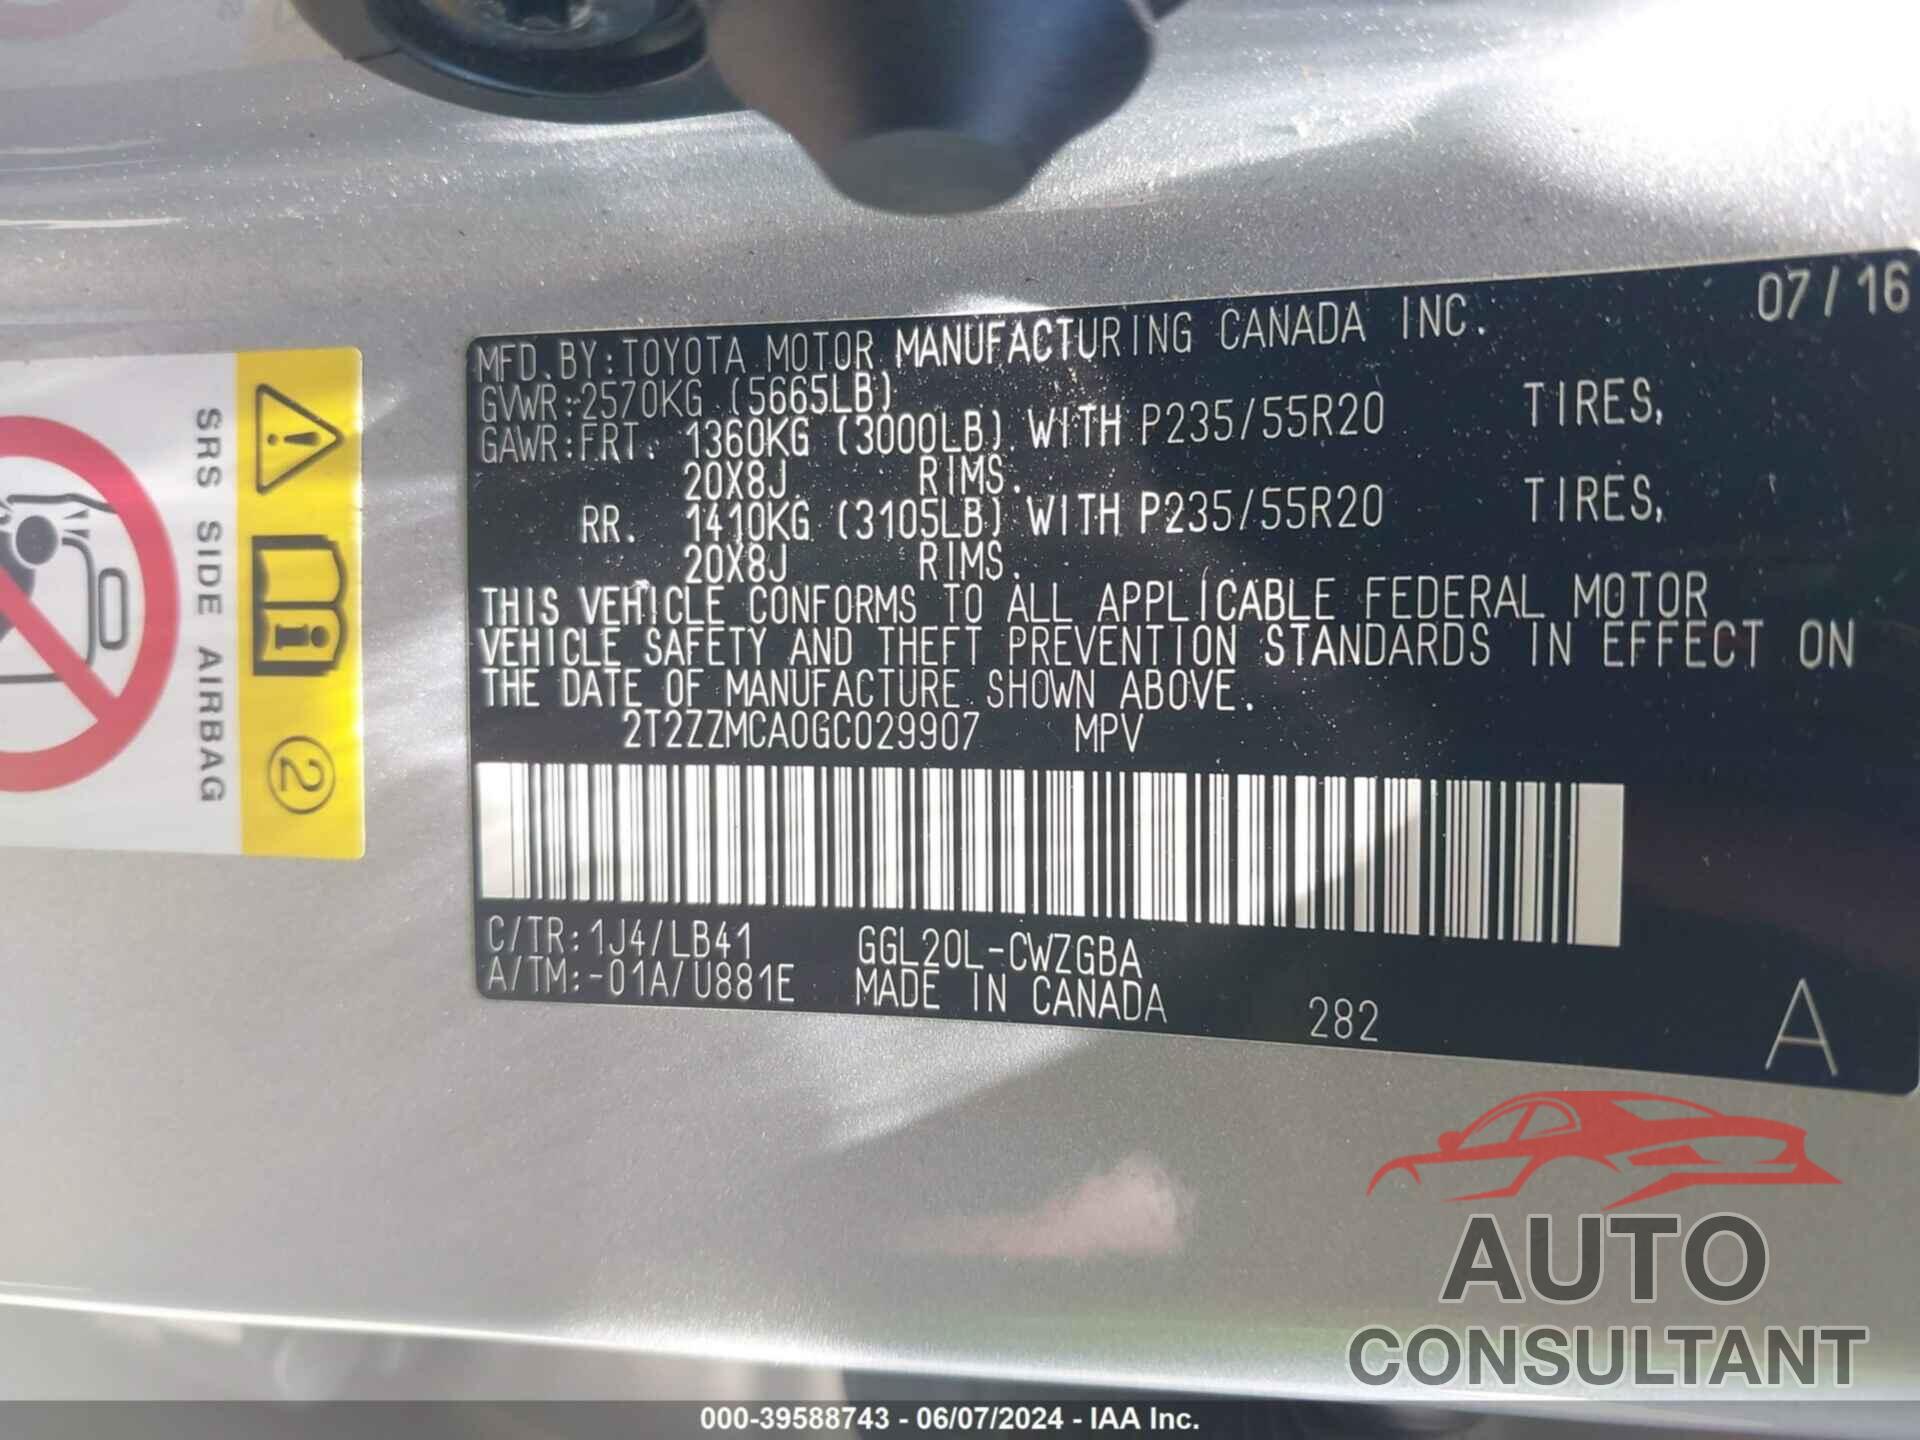 07/16
MFD.BY:TOYOTA MOTOR MANUFACTURING CANADA INC.
GVWR:2570KG (5665LB)
GAWR:FRT. 1360KG (3000LB) WITH P235/55R20 TIRES,
20X8J RIMS.
RR. 1410KG (3105LB) WITH P235/55R20 TIRES,
20X8J RIMS.
THIS VEHICLE CONFORMS TO ALL APPLICABLE FEDERAL MOTOR
VEHICLE SAFETY AND THEFT PREVENTION STANDARDS IN EFFECT ON
THE DATE OF MANUFACTURE SHOWN ABOVE.
2T2ZZMCA0GC029907 MPV
C/TR:1J4/LB41 GGL20L-CWZGBA
A/TM:-01A/U881E MADE IN CANADA
282 A
SRS SIDE AIRBAG
2
AUTO
CONSULTANT
000-39588743 - 06/07/2024 - IAA Inc.